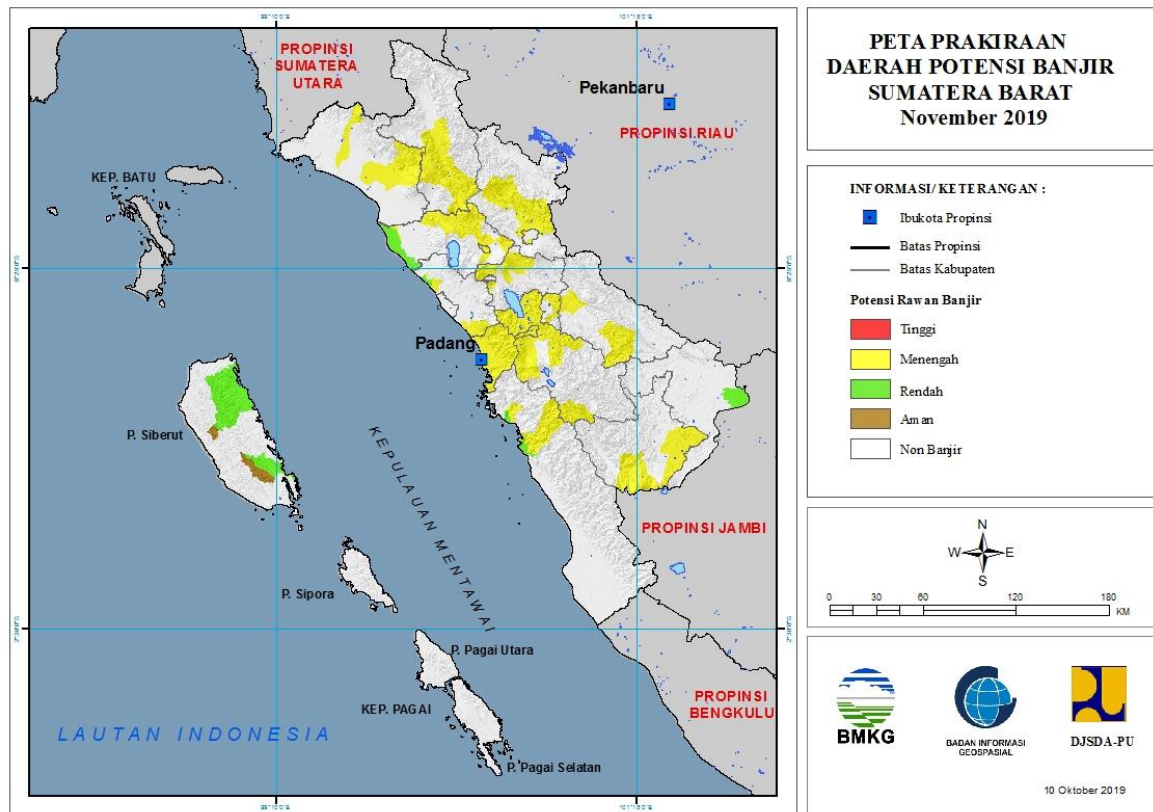 PETA PRAKIRAAN
DAERAH POTENSI BANJIR
SUMATERA BARAT
November 2019
INFORMASI/ KETERANGAN :
Ibukota Propinsi
Batas Propinsi
Batas Kabupaten
Potensi Rawan Banjir
Tinggi
Menengah
Rendah
Aman
Non Banjir
N
W
E
S
0
30
60
120
180
KM
BMKG
BADAN INFORMASI
GEOSPASIAL
DJSDA-PU
10 Oktober 2019
PROPINSI
SUMATERA
UTARA
Pekanbaru
PROPINSI RIAU
KEP. BATU
Padang
P. Siberut
KEPULAUAN MENTAWAI
PROPINSI JAMBI
P. Sipora
P. Pagai Utara
KEP. PAGAI
PROPINSI
BENGKULU
LAUTAN INDONESIA
P. Pagai Selatan